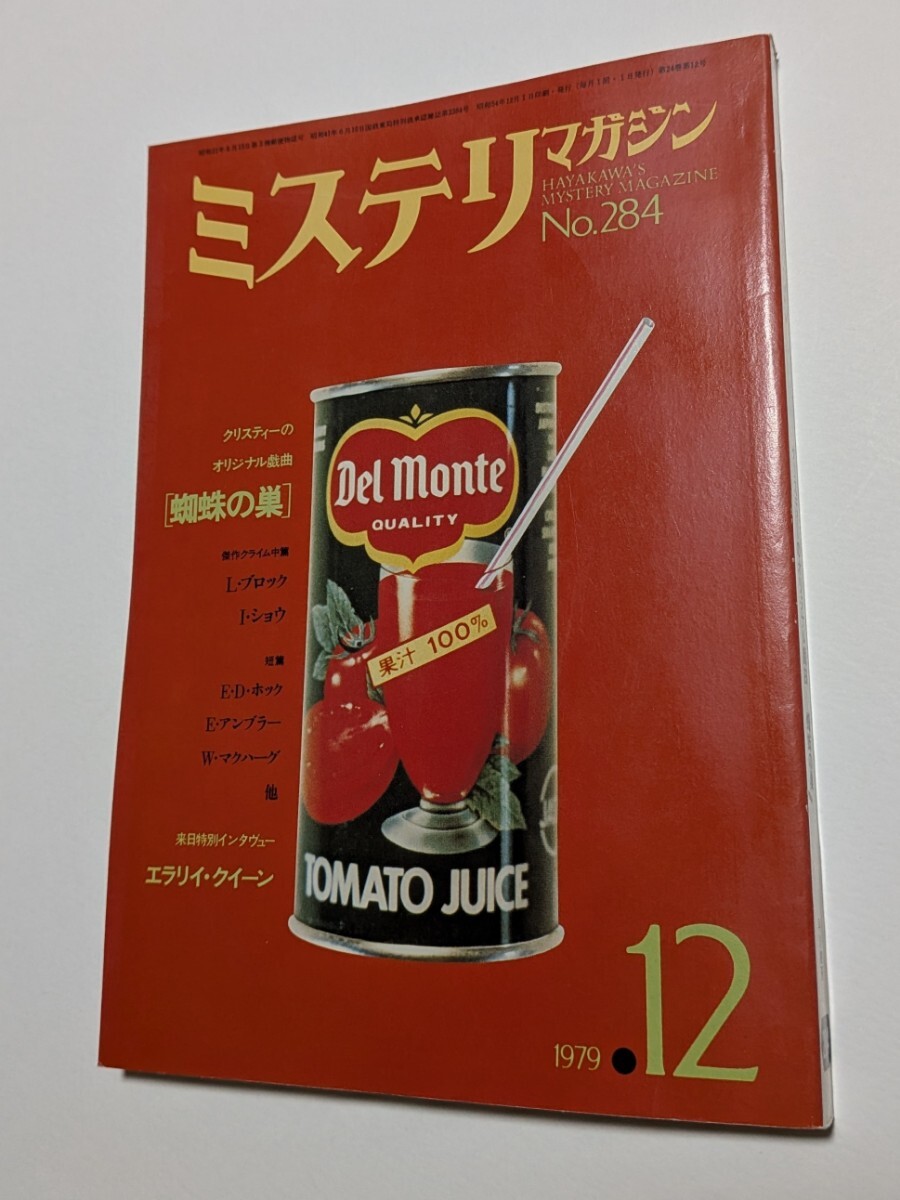 ミステリマガジン
HAYAKAWA'S
MYSTERY MAGAZINE
No.284
クリスティーの
オリジナル戯曲
[蜘蛛の巣]
傑作クライム中篇
L・ブロック
I・ショウ
短篇
E・D・ホック
E・アンブラー
W・マクハーグ
他
来日特別インタヴュー
エラリイ・クイーン
Del Monte
QUALITY
果汁 100%
TOMATO JUICE
1979 ●12